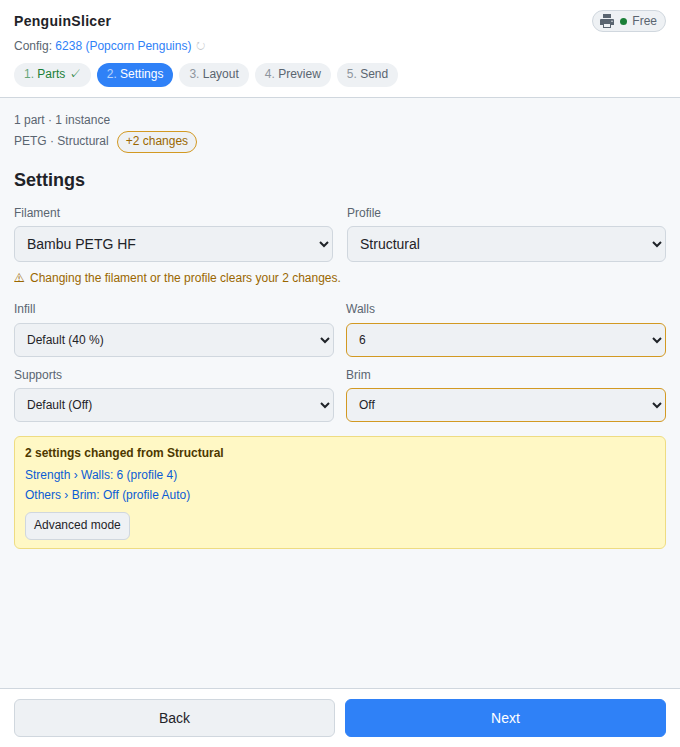 PenguinSlicer
Free
Config: 6238 (Popcorn Penguins)
1. Parts ✓
2. Settings
3. Layout
4. Preview
5. Send
1 part · 1 instance
PETG · Structural +2 changes
Settings
Filament
Profile
Bambu PETG HF
Structural
⚠ Changing the filament or the profile clears your 2 changes.
Infill
Walls
Default (40 %)
6
Supports
Brim
Default (Off)
Off
2 settings changed from Structural
Strength › Walls: 6 (profile 4)
Others › Brim: Off (profile Auto)
Advanced mode
Back
Next